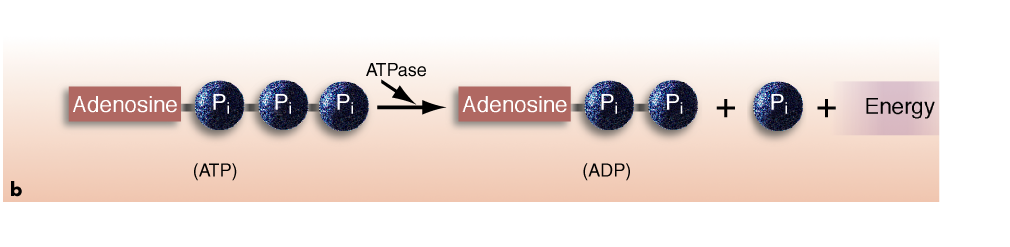 ATPase
Adenosine Pi Pi Pi Adenosine Pi Pi + Pi + Energy
(ATP) (ADP)
b